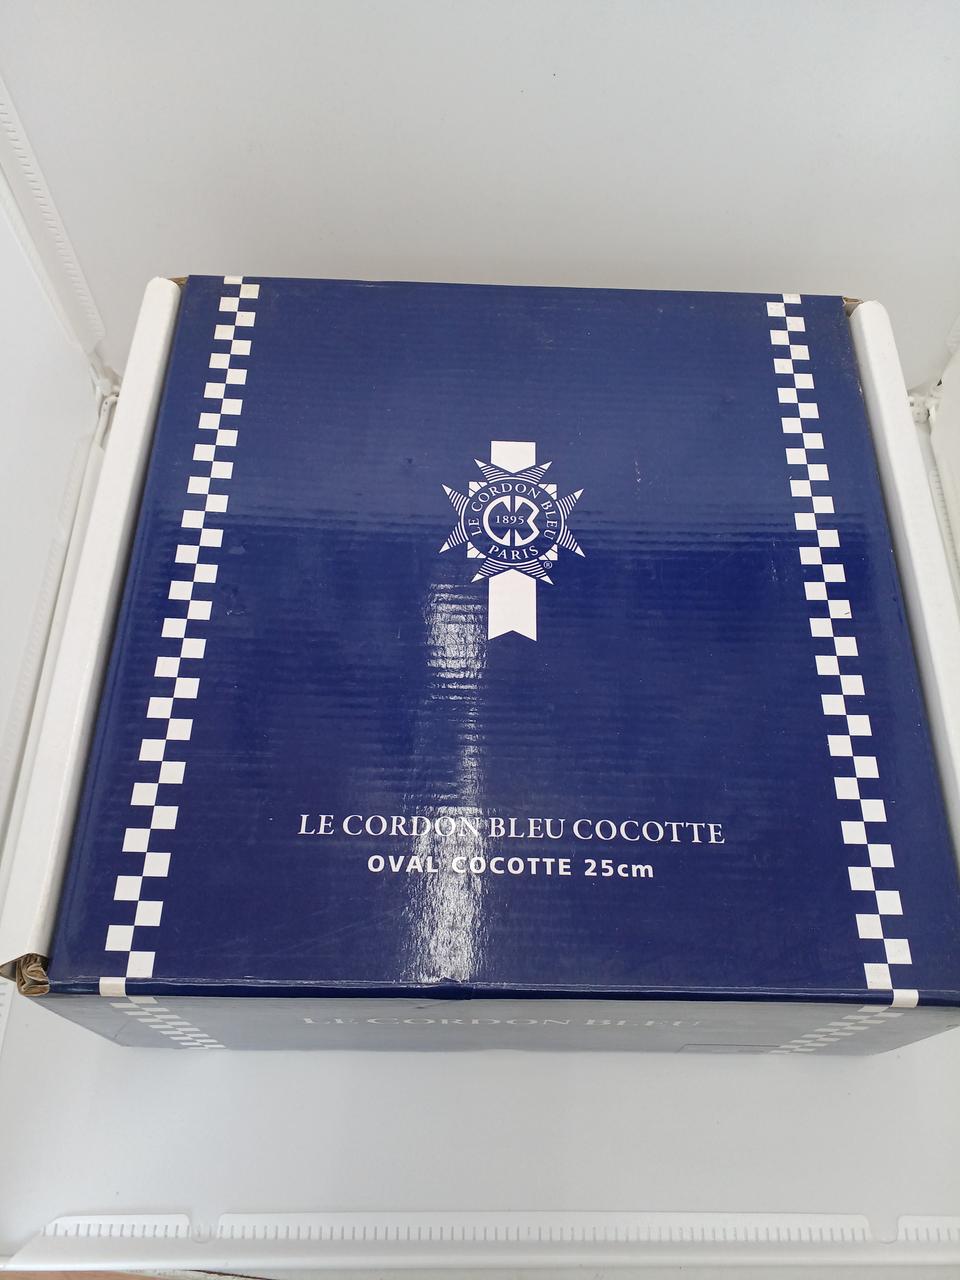 LE CORDON BLEU
1895
PARIS
®
LE CORDON BLEU COCOTTE
OVAL COCOTTE 25cm
LE CORDON BLEU